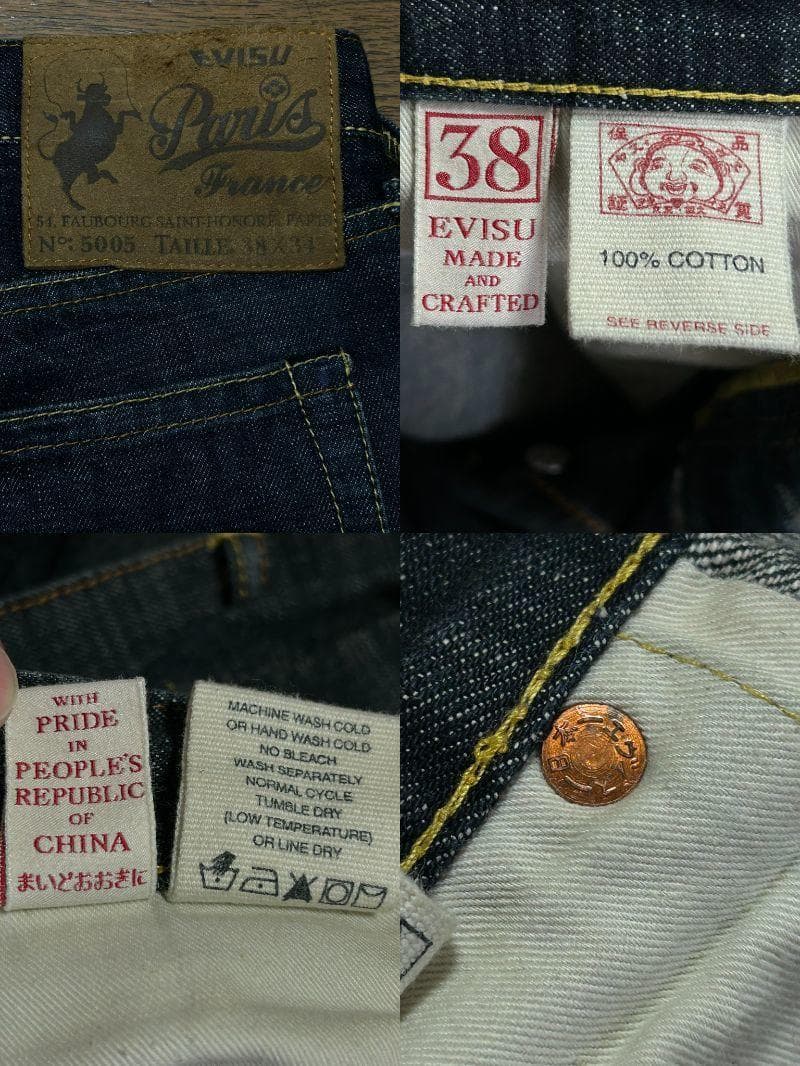 EVISU
Paris
France
54, FAUBOURG SAINT-HONORÉ, PARIS
Nº: 5005 TAILLE 38 X 34
38
EVISU
MADE
AND
CRAFTED
100% COTTON
SEE REVERSE SIDE
WITH
PRIDE
IN
PEOPLE'S
REPUBLIC
OF
CHINA
まいどおおきに
MACHINE WASH COLD
OR HAND WASH COLD
NO BLEACH
WASH SEPARATELY
NORMAL CYCLE
TUMBLE DRY
(LOW TEMPERATURE)
OR LINE DRY